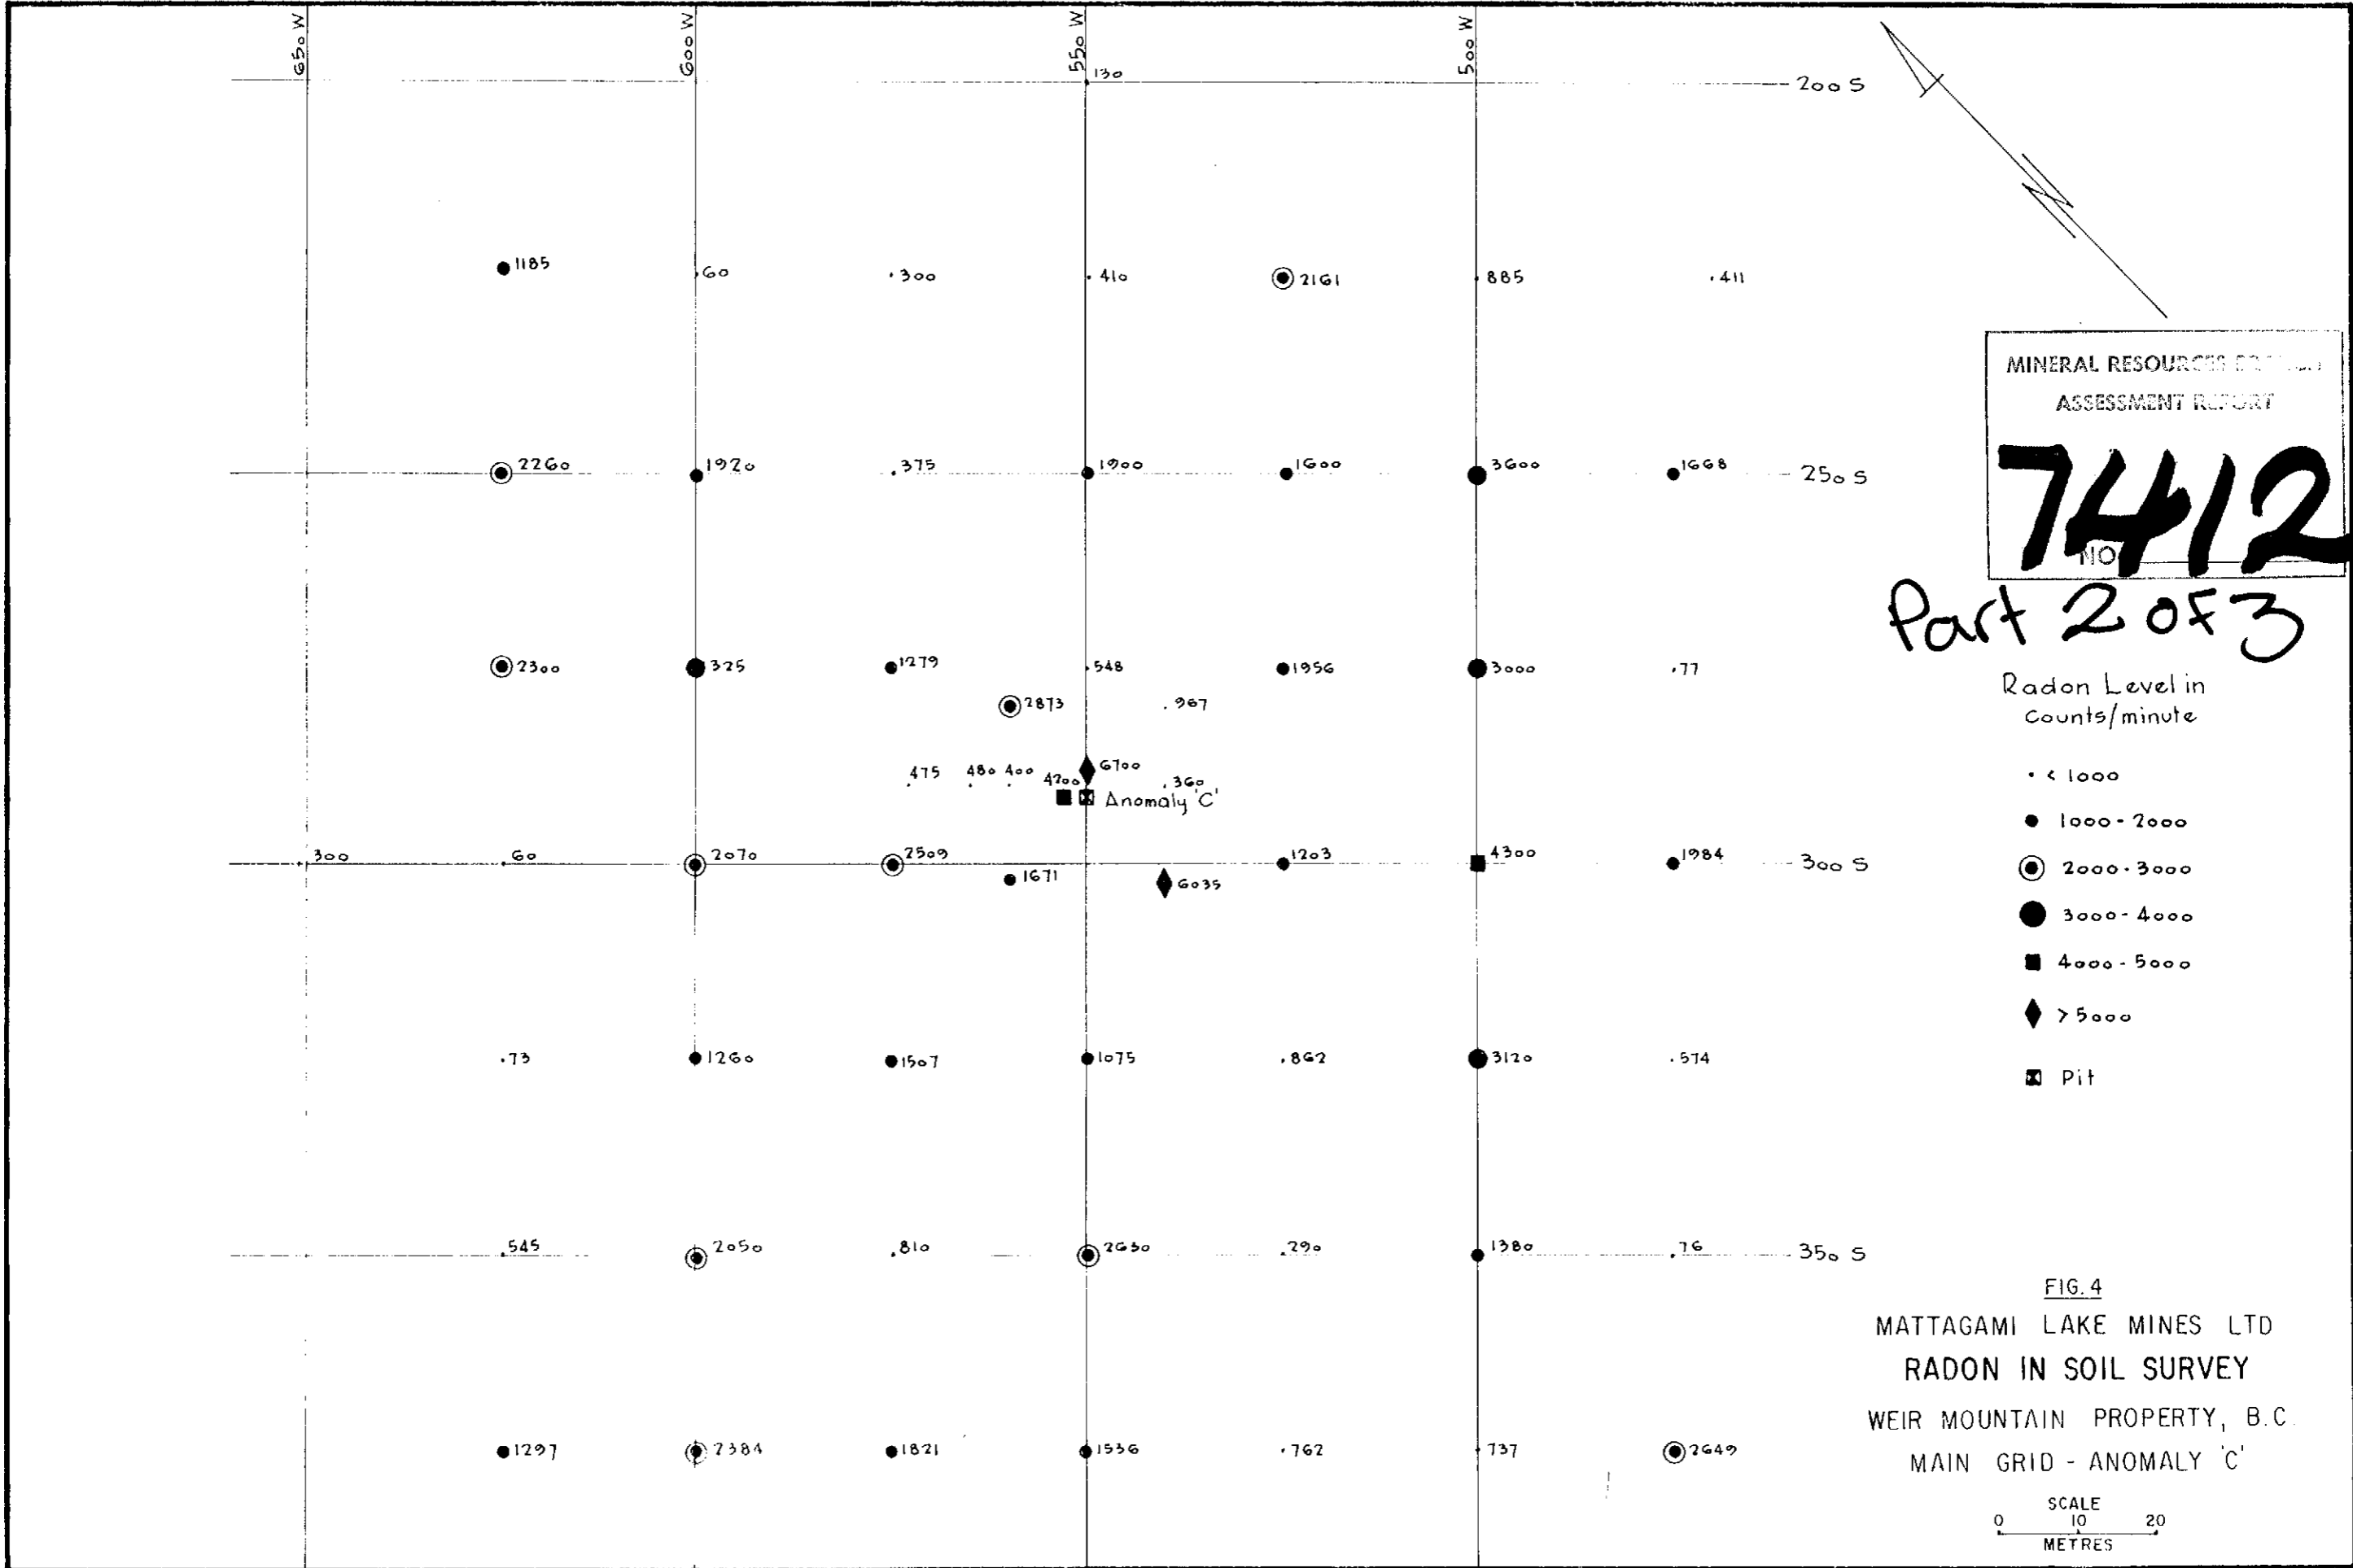 650 W 600 W 550 W 500 W
130 200 S
1185 60 300 410 2161 885 411
2260 1920 375 1900 1600 3600 1668 250 S
2300 325 1279 548 1956 3000 77
2873 967
475 480 400 4200 6700 360
Anomaly 'C'
300 60 2070 2509 1203 4300 1984 300 S
1671 6035
73 1260 1507 1075 862 3120 574
545 2050 810 2630 290 1380 76 350 S
1297 2384 1821 1536 762 737 2649
MINERAL RESOURCES
ASSESSMENT REPORT
7412
NO
Part 2 of 3
Radon Level in
Counts/minute
< 1000
1000 - 2000
2000 - 3000
3000 - 4000
4000 - 5000
> 5000
Pit
FIG. 4
MATTAGAMI LAKE MINES LTD
RADON IN SOIL SURVEY
WEIR MOUNTAIN PROPERTY, B.C.
MAIN GRID - ANOMALY 'C'
SCALE
0 10 20
METRES